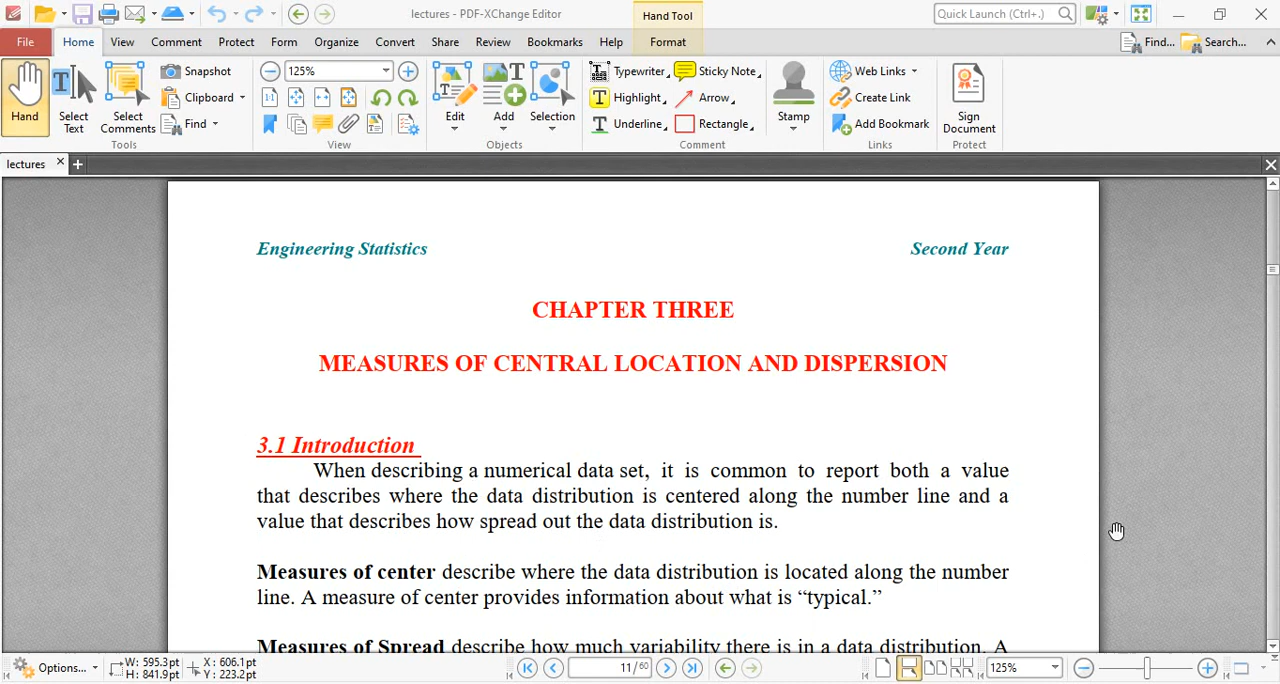 lectures - PDF-XChange Editor
Hand Tool
Quick Launch (Ctrl+.)
File Home View Comment Protect Form Organize Convert Share Review Bookmarks Help Format Find... Search...
Hand
Select Text
Select Comments
Snapshot
Clipboard
Find
Tools
125%
View
Edit
Add
Selection
Objects
Typewriter
Highlight
Underline
Sticky Note
Arrow
Rectangle
Stamp
Comment
Web Links
Create Link
Add Bookmark
Links
Sign Document
Protect
lectures
Engineering Statistics Second Year
CHAPTER THREE
MEASURES OF CENTRAL LOCATION AND DISPERSION
3.1 Introduction
When describing a numerical data set, it is common to report both a value
that describes where the data distribution is centered along the number line and a
value that describes how spread out the data distribution is.
Measures of center describe where the data distribution is located along the number
line. A measure of center provides information about what is “typical.”
Measures of Spread describe how much variability there is in a data distribution. A
Options...
W: 595.3pt
H: 841.9pt
X: 606.1pt
Y: 223.2pt
11/60
125%